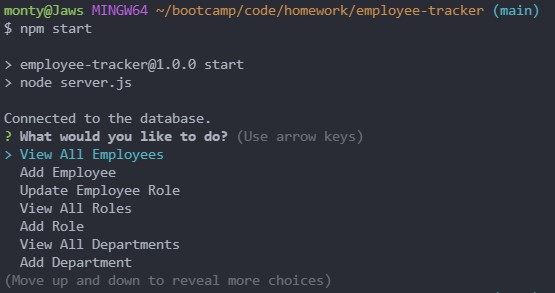 monty@Jaws MINGW64 ~/bootcamp/code/homework/employee-tracker (main)
$ npm start
> employee-tracker@1.0.0 start
> node server.js
Connected to the database.
? What would you like to do? (Use arrow keys)
> View All Employees
Add Employee
Update Employee Role
View All Roles
Add Role
View All Departments
Add Department
(Move up and down to reveal more choices)